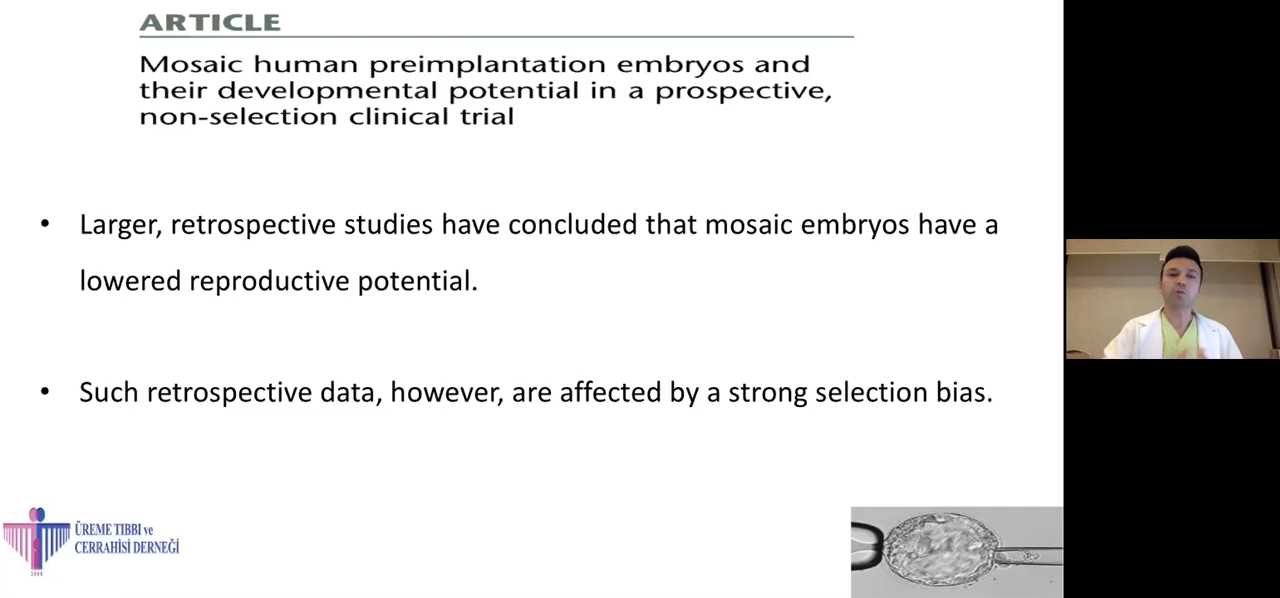 ARTICLE
Mosaic human preimplantation embryos and
their developmental potential in a prospective,
non-selection clinical trial
• Larger, retrospective studies have concluded that mosaic embryos have a
lowered reproductive potential.
• Such retrospective data, however, are affected by a strong selection bias.
ÜREME TIBBI ve
CERRAHİSİ DERNEĞİ